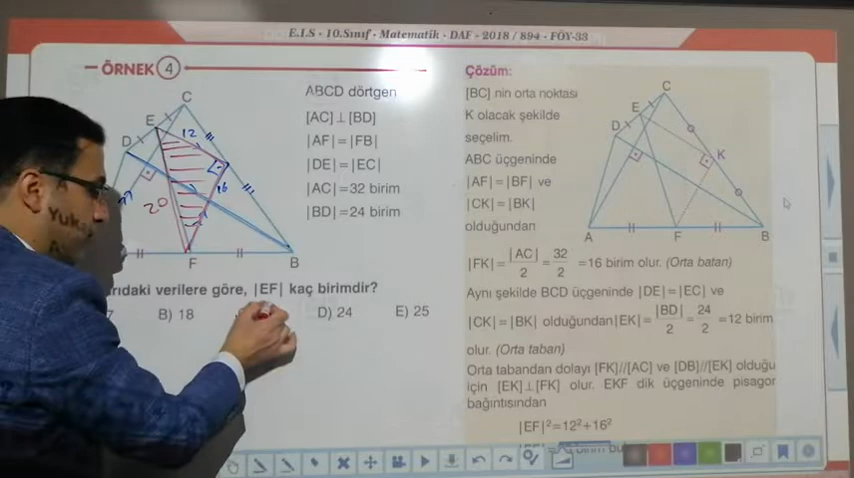 E.I.S - 10.Sınıf - Matematik - DAF - 2018 / 894 - FÖY-33
ÖRNEK 4
C
E
D
12
16
20
F
B
ABCD dörtgen
[AC]⊥[BD]
|AF|=|FB|
|DE|=|EC|
|AC|=32 birim
|BD|=24 birim
verilere göre, |EF| kaç birimdir?
B) 18
D) 24
E) 25
Çözüm:
[BC] nin orta noktası
K olacak şekilde
seçelim.
ABC üçgeninde
|AF|=|BF| ve
|CK|=|BK|
olduğundan
C
E
D
K
A
F
B
|FK|=|AC|/2=32/2=16 birim olur. (Orta batan)
Aynı şekilde BCD üçgeninde |DE|=|EC| ve
|CK|=|BK| olduğundan|EK|=|BD|/2=24/2=12 birim
olur. (Orta taban)
Orta tabandan dolayı [FK]//[AC] ve [DB]//[EK] olduğu
için [EK]⊥[FK] olur. EKF dik üçgeninde pisagor
bağıntısından
|EF|²=12²+16²